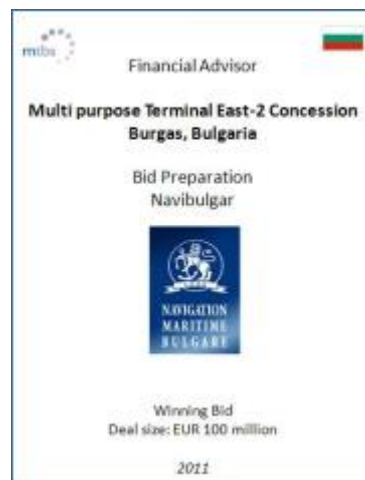 mtbs
Financial Advisor
Multi purpose Terminal East-2 Concession
Burgas, Bulgaria
Bid Preparation
Navibulgar
NAVIGATION
MARITIME
BULGARE
Winning Bid
Deal size: EUR 100 million
2011